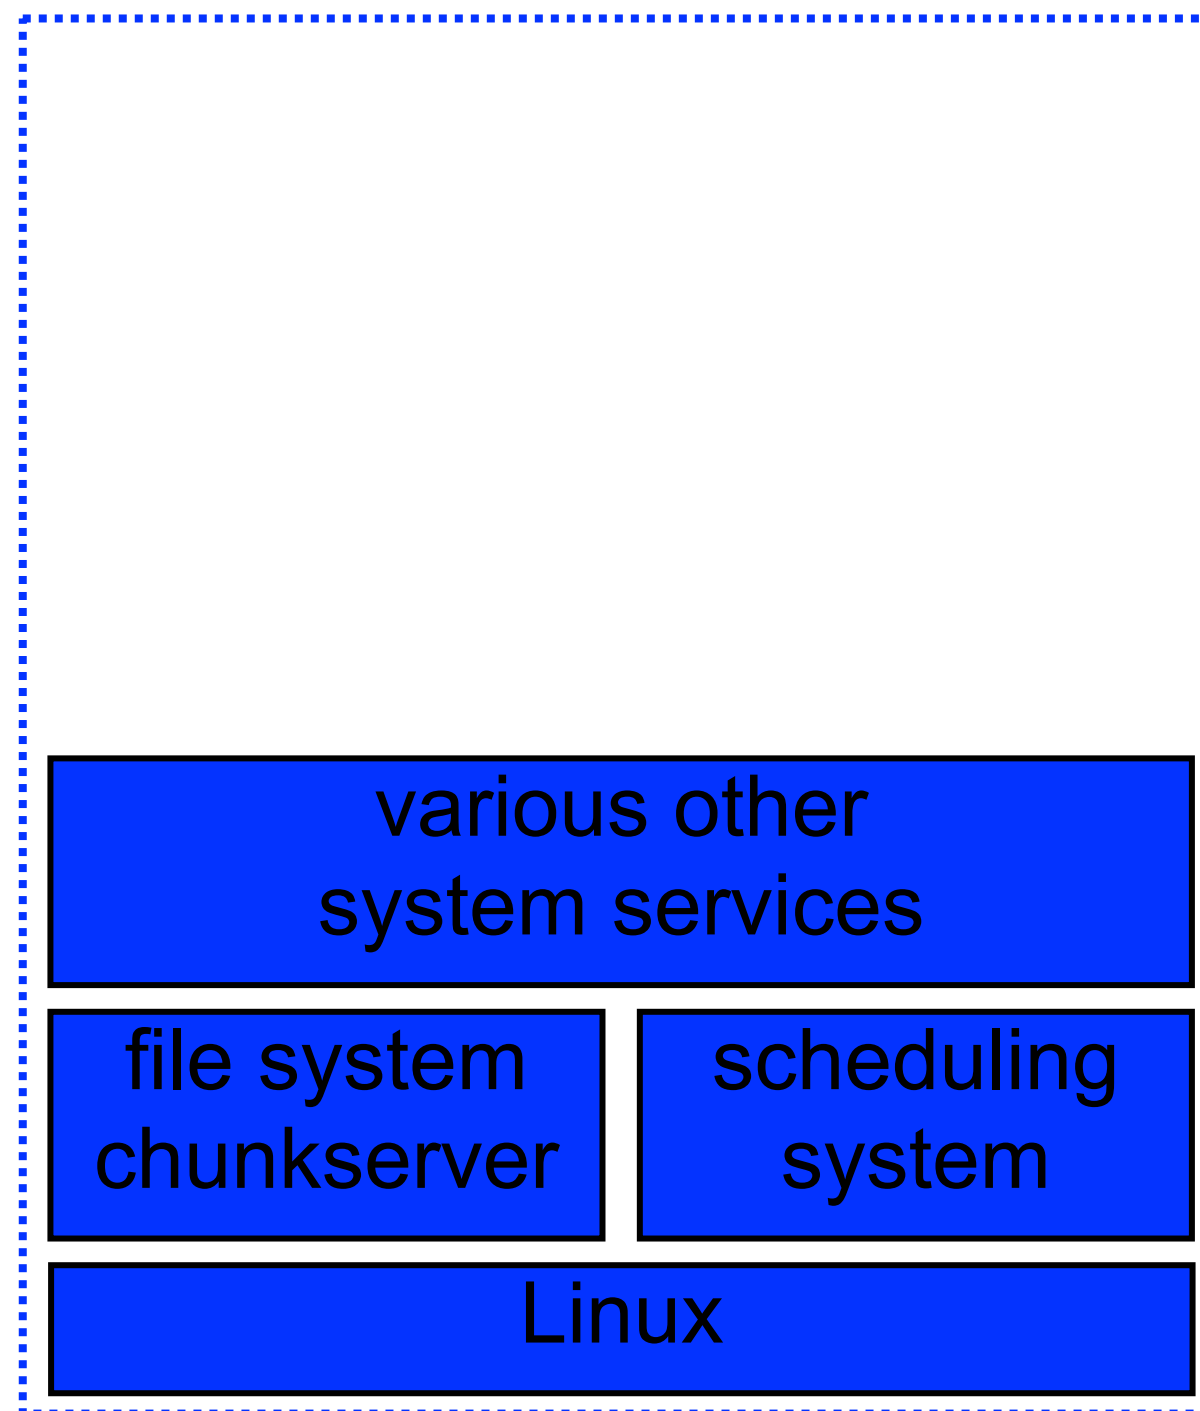 various other
system services
file system
chunkserver
scheduling
system
Linux